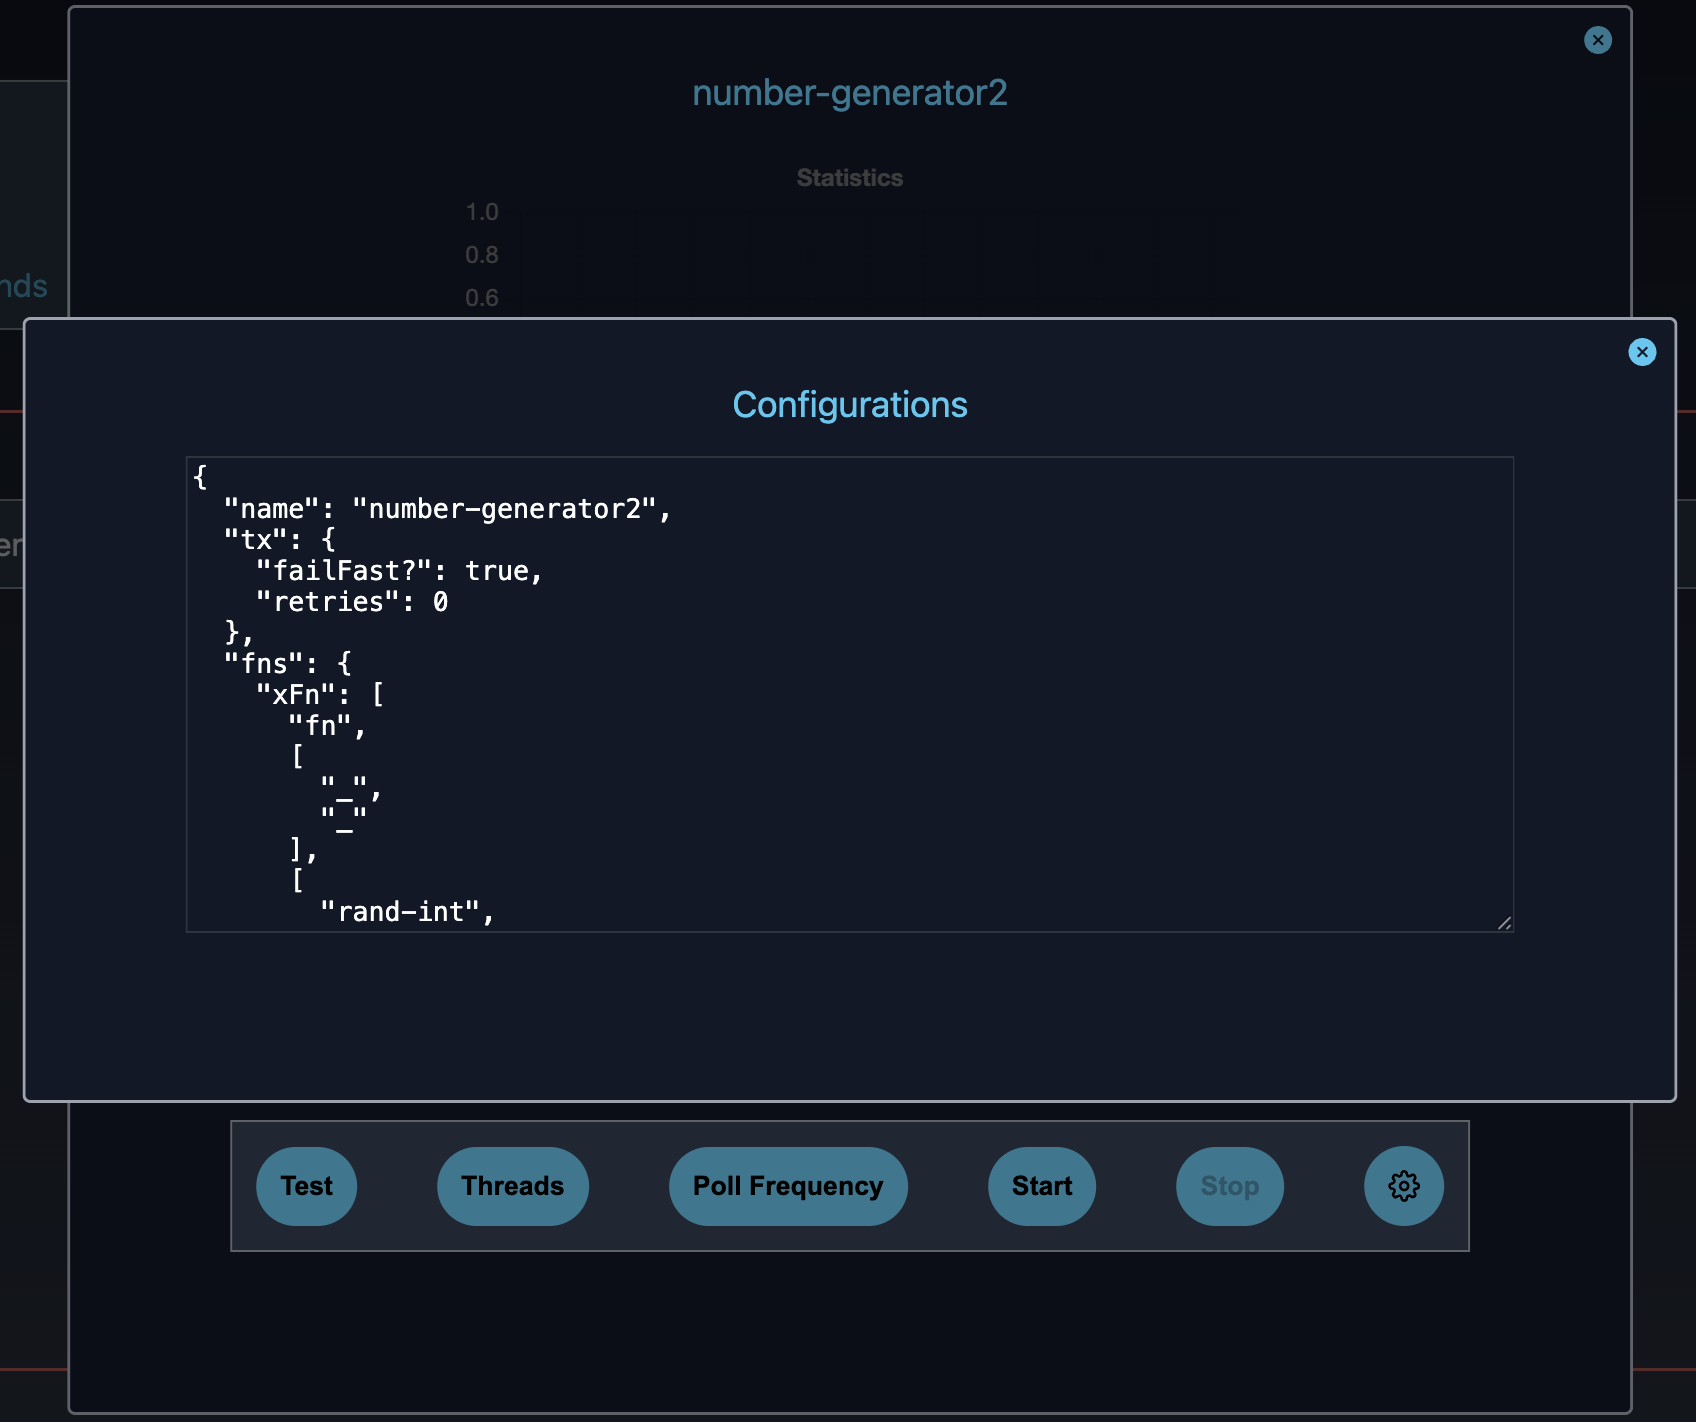 number-generator2
Statistics
1.0
0.8
0.6
nds
Configurations
{
  "name": "number-generator2",
  "tx": {
    "failFast?": true,
    "retries": 0
  },
  "fns": {
    "xFn": [
      "fn",
      [
        "_",
        "_"
      ],
      [
        "rand-int",
er
Test
Threads
Poll Frequency
Start
Stop